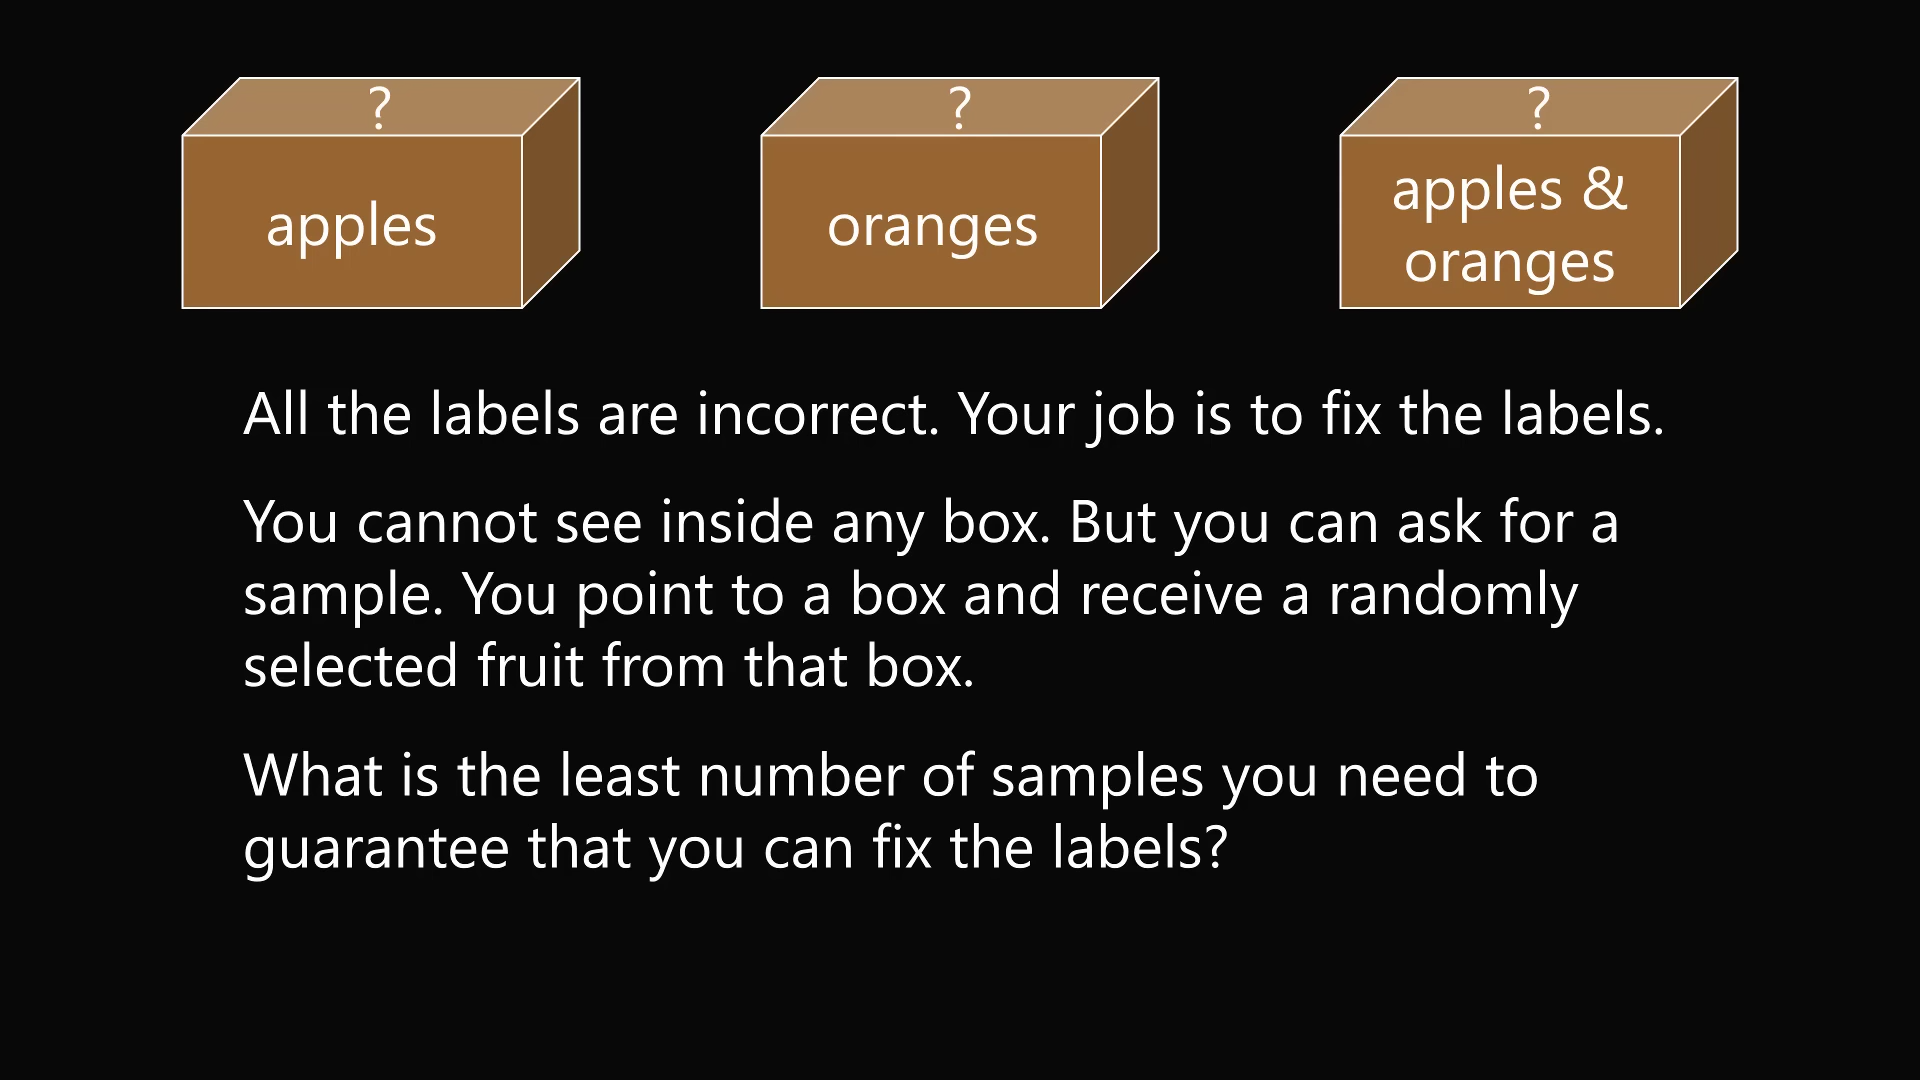 ? ? ?
apples oranges apples &
oranges
All the labels are incorrect. Your job is to fix the labels.
You cannot see inside any box. But you can ask for a
sample. You point to a box and receive a randomly
selected fruit from that box.
What is the least number of samples you need to
guarantee that you can fix the labels?